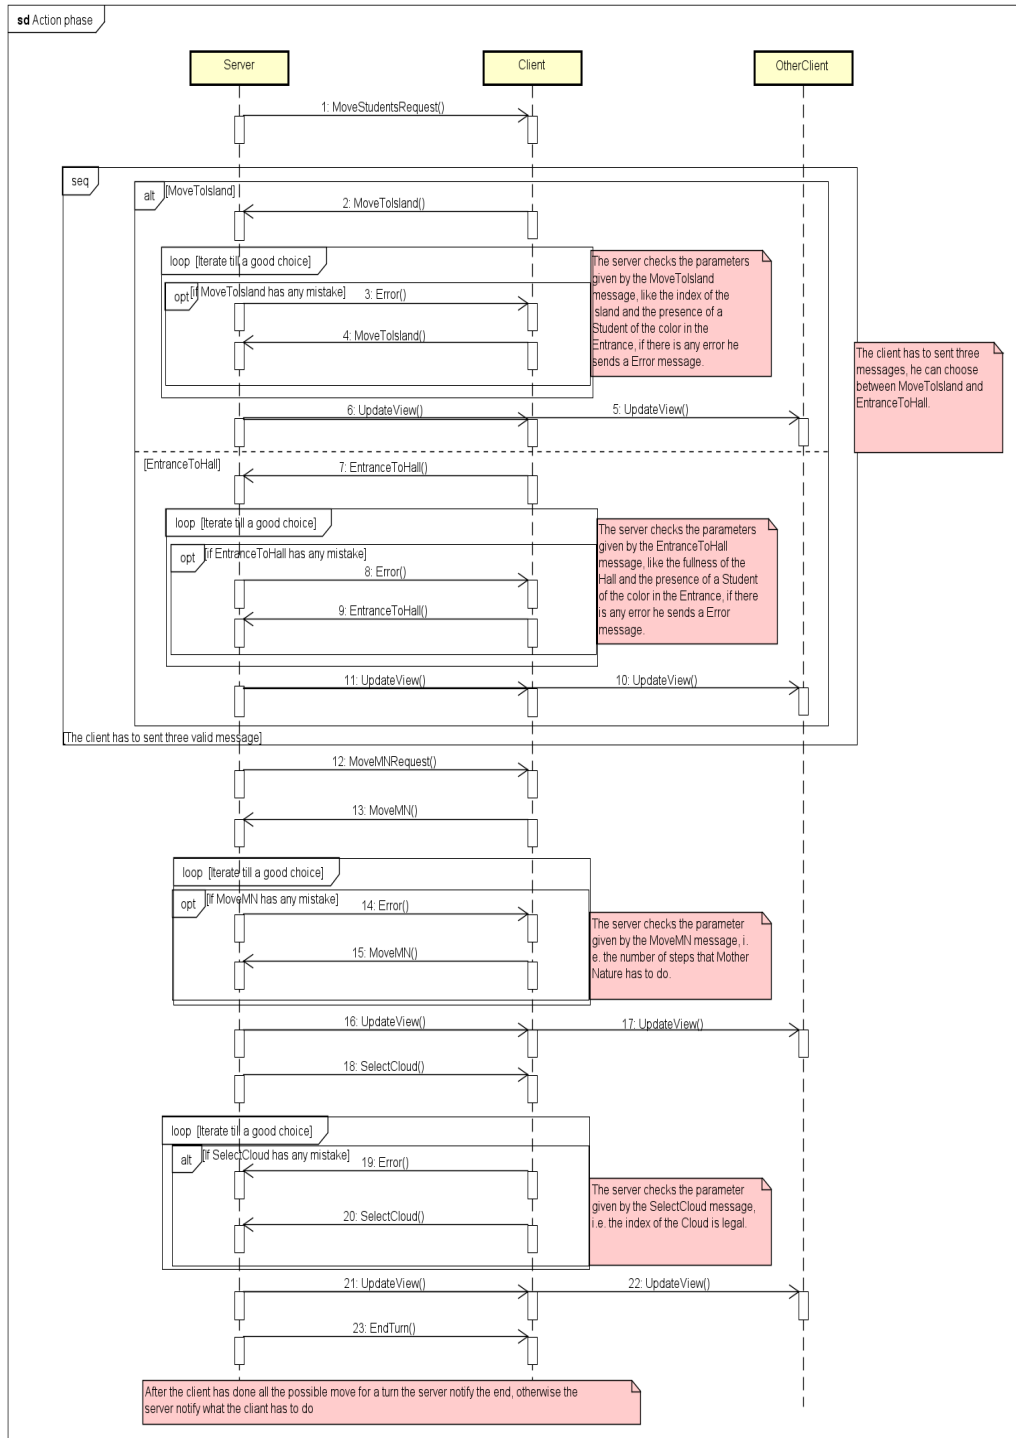 sd Action phase
Server
Client
OtherClient
1: MoveStudentsRequest()
seq
alt
[MoveToIsland]
2: MoveToIsland()
loop [Iterate till a good choice]
opt
[if MoveToIsland has any mistake]
3: Error()
4: MoveToIsland()
The server checks the parameters
given by the MoveToIsland
message, like the index of the
island and the presence of a
Student of the color in the
Entrance, if there is any error he
sends a Error message.
The client has to sent three
messages, he can choose
between MoveToIsland and
EntranceToHall.
6: UpdateView()
5: UpdateView()
[EntranceToHall]
7: EntranceToHall()
loop [Iterate till a good choice]
opt
[if EntranceToHall has any mistake]
8: Error()
9: EntranceToHall()
The server checks the parameters
given by the EntranceToHall
message, like the fullness of the
Hall and the presence of a Student
of the color in the Entrance, if there
is any error he sends a Error
message.
11: UpdateView()
10: UpdateView()
[The client has to sent three valid message]
12: MoveMNRequest()
13: MoveMN()
loop [Iterate till a good choice]
opt
[If MoveMN has any mistake]
14: Error()
15: MoveMN()
The server checks the parameter
given by the MoveMN message, i.
e. the number of steps that Mother
Nature has to do.
16: UpdateView()
17: UpdateView()
18: SelectCloud()
loop [Iterate till a good choice]
alt
[If SelectCloud has any mistake]
19: Error()
20: SelectCloud()
The server checks the parameter
given by the SelectCloud message,
i.e. the index of the Cloud is legal.
21: UpdateView()
22: UpdateView()
23: EndTurn()
After the client has done all the possible move for a turn the server notify the end, otherwise the
server notify what the cliant has to do